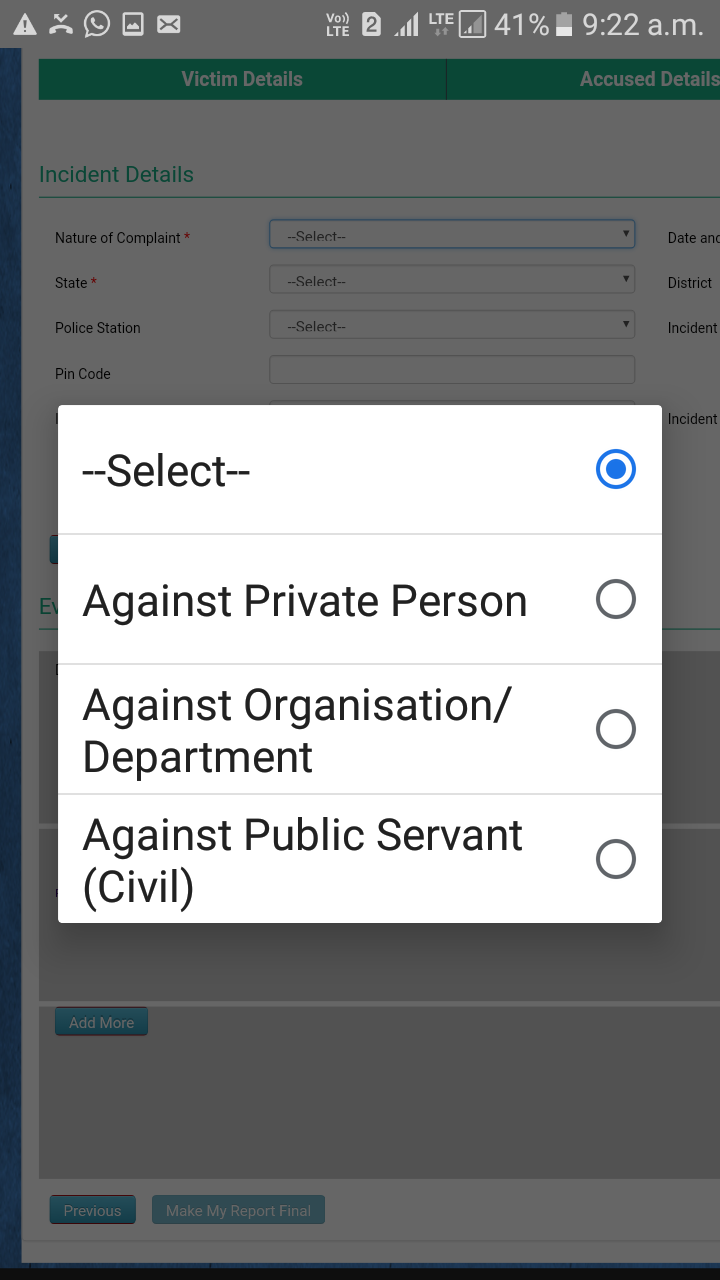 Vo)) LTE 2 LTE 41% 9:22 a.m.
Victim Details Accused Details
Incident Details
Nature of Complaint * --Select-- Date and
State * --Select-- District
Police Station --Select-- Incident
Pin Code
Incident
--Select--
Against Private Person
Against Organisation/
Department
Against Public Servant
(Civil)
Add More
Previous Make My Report Final